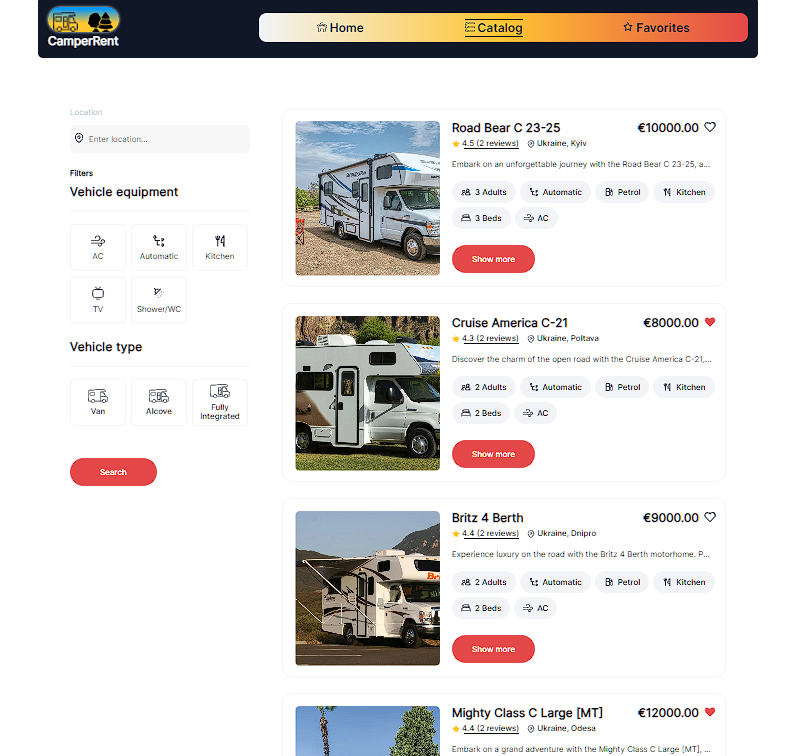 CamperRent
Home
Catalog
Favorites
Location
Enter location...
Filters
Vehicle equipment
AC
Automatic
Kitchen
TV
Shower/WC
Vehicle type
Van
Alcove
Fully
Integrated
Search
Road Bear C 23-25
€10000.00
4.5 (2 reviews)
Ukraine, Kyiv
Embark on an unforgettable journey with the Road Bear C 23-25, a...
3 Adults
Automatic
Petrol
Kitchen
3 Beds
AC
Show more
Cruise America C-21
€8000.00
4.3 (2 reviews)
Ukraine, Poltava
Discover the charm of the open road with the Cruise America C-21,...
2 Adults
Automatic
Petrol
Kitchen
2 Beds
AC
Show more
Britz 4 Berth
€9000.00
4.4 (2 reviews)
Ukraine, Dnipro
Experience luxury on the road with the Britz 4 Berth motorhome. P...
2 Adults
Automatic
Petrol
Kitchen
2 Beds
AC
Show more
Mighty Class C Large [MT]
€12000.00
4.4 (2 reviews)
Ukraine, Odesa
Embark on a grand adventure with the Mighty Class C Large [MT], ...